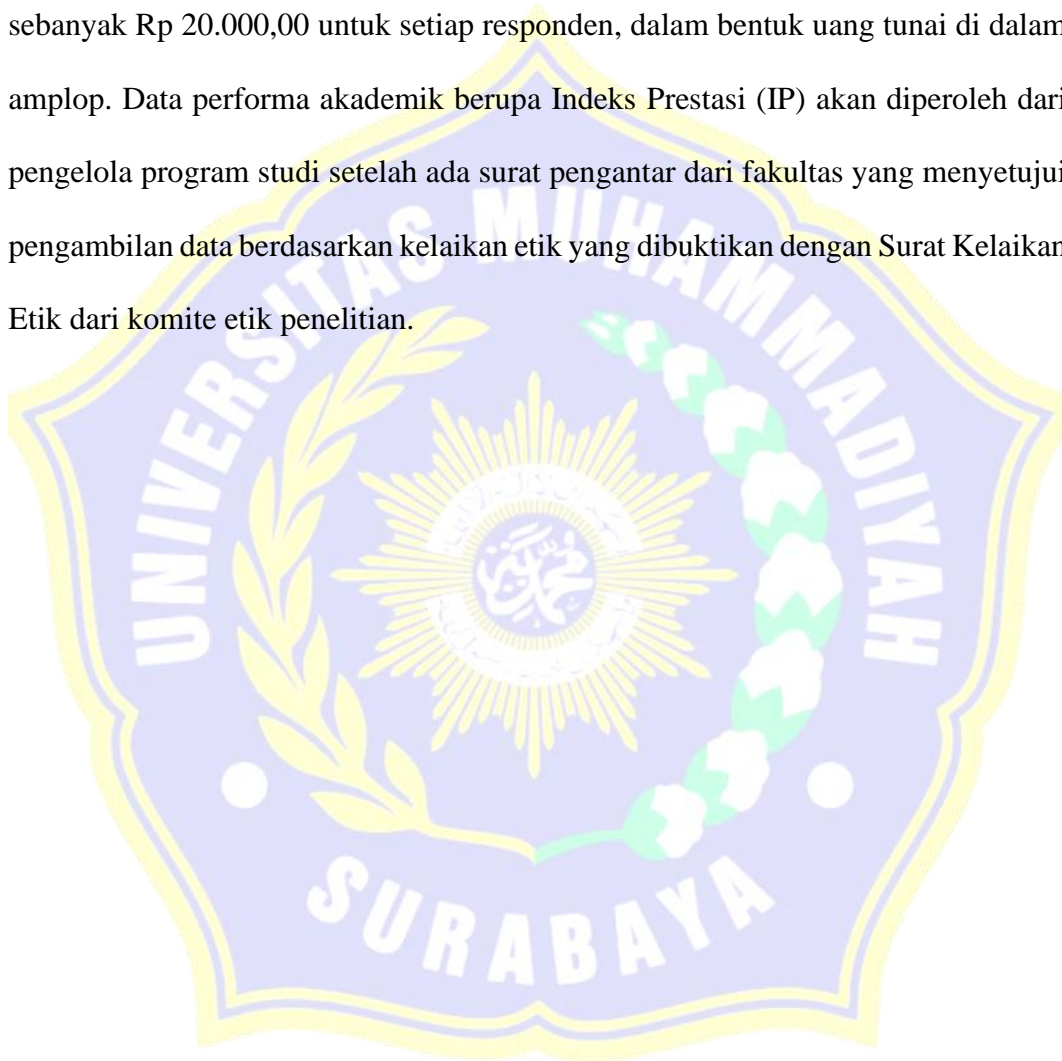 sebanyak Rp 20.000,00 untuk setiap responden, dalam bentuk uang tunai di dalam
amplop. Data performa akademik berupa Indeks Prestasi (IP) akan diperoleh dari
pengelola program studi setelah ada surat pengantar dari fakultas yang menyetujui
pengambilan data berdasarkan kelaikan etik yang dibuktikan dengan Surat Kelaikan
Etik dari komite etik penelitian.
UNIVERSITAS MUHAMMADIYAH
SURABAYA